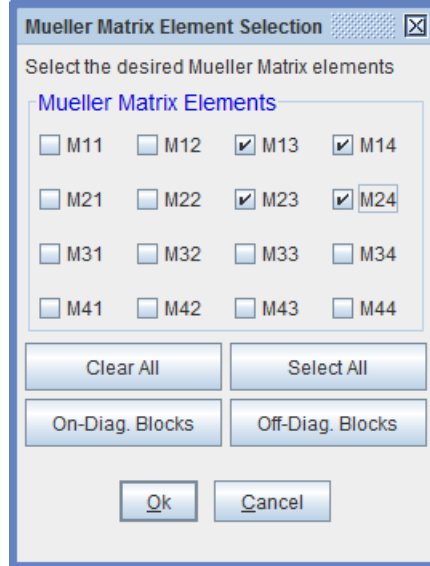 Mueller Matrix Element Selection
Select the desired Mueller Matrix elements
Mueller Matrix Elements
M11 M12 M13 M14
M21 M22 M23 M24
M31 M32 M33 M34
M41 M42 M43 M44
Clear All Select All
On-Diag. Blocks Off-Diag. Blocks
Ok Cancel